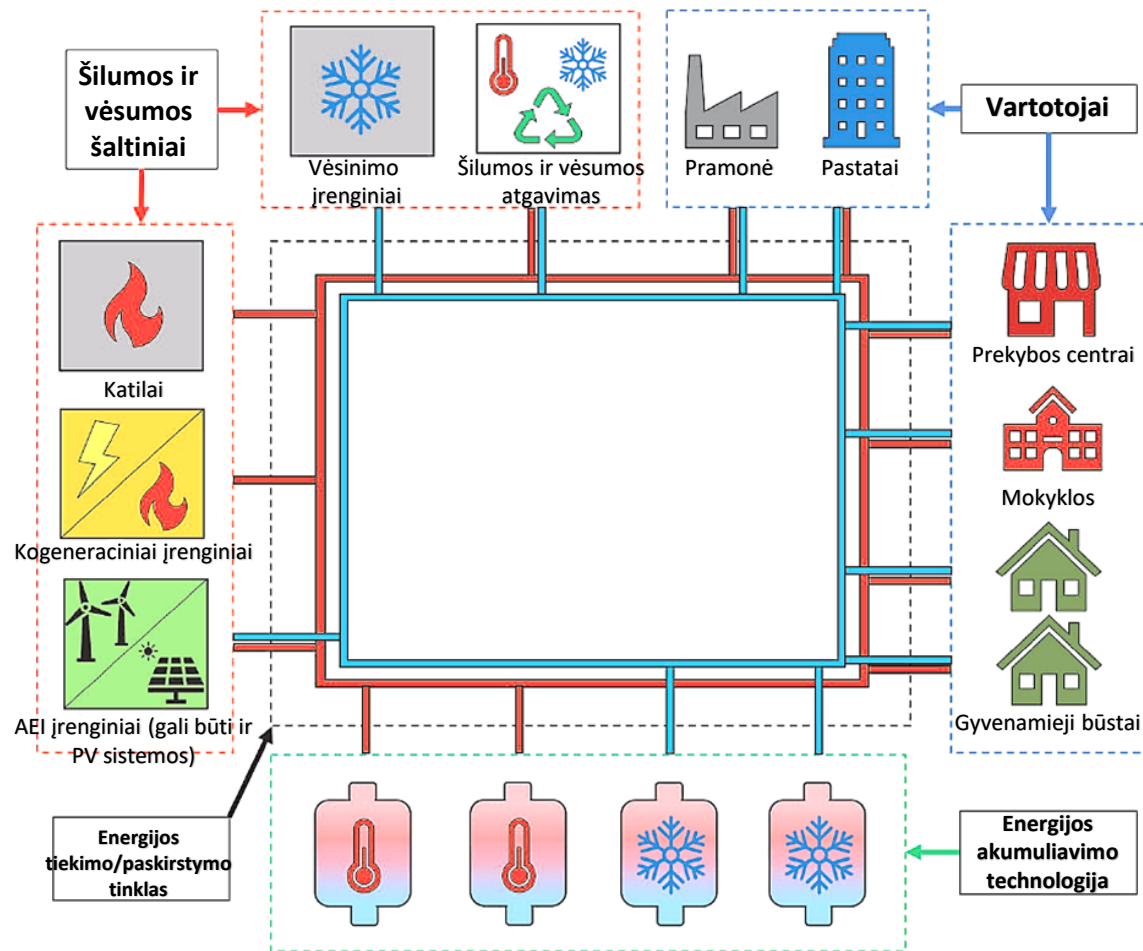 Šilumos ir
vėsumos
šaltiniai
Vėsinimo
įrenginiai
Šilumos ir vėsumos
atgavimas
Pramonė
Pastatai
Vartotojai
Katilai
Kogeneraciniai įrenginiai
AEI įrenginiai (gali būti ir
PV sistemos)
Prekybos centrai
Mokyklos
Gyvenamieji būstai
Energijos
tiekimo/paskirstymo
tinklas
Energijos
akumuliavimo
technologija